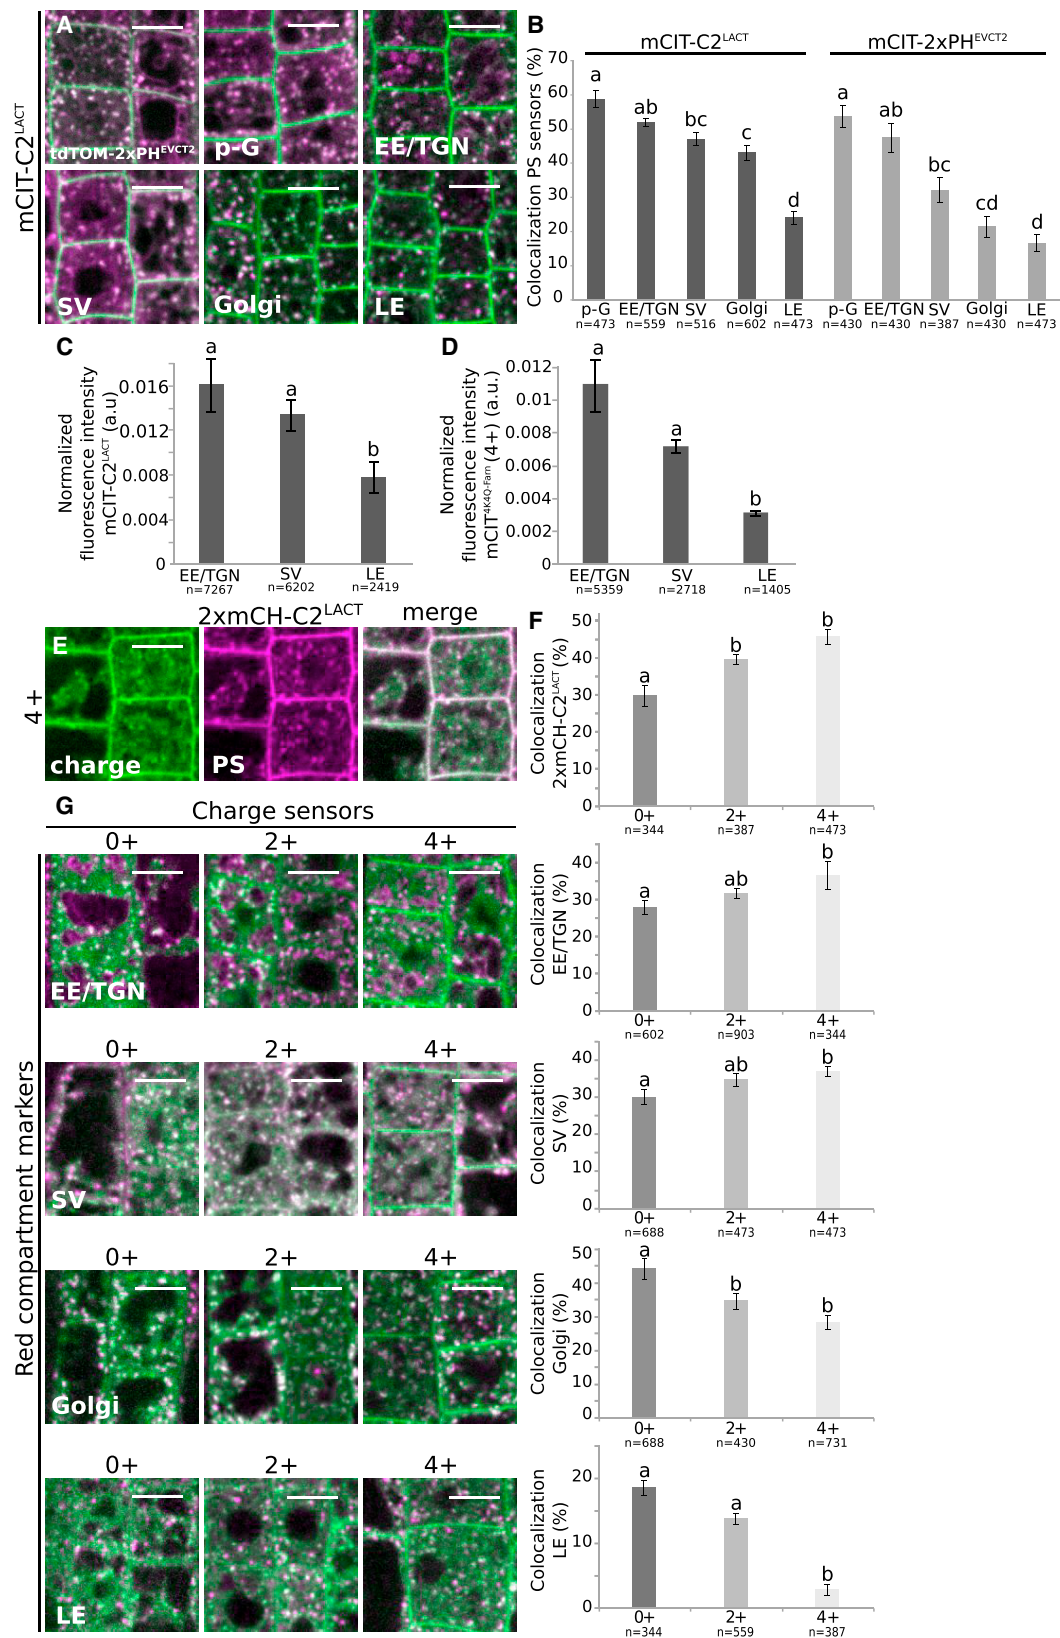 mCIT-C2LACT
A
tdTOM-2xPHEVCT2
p-G
EE/TGN
SV
Golgi
LE
B
mCIT-C2LACT
mCIT-2xPHEVCT2
Colocalization PS sensors (%)
70
60
50
40
30
20
10
0
a
ab
bc
c
d
a
ab
bc
cd
d
p-G EE/TGN SV Golgi LE p-G EE/TGN SV Golgi LE
n=473 n=559 n=516 n=602 n=473 n=430 n=430 n=387 n=430 n=473
C
Normalized
fluorescence intensity
mCIT-C2LACT (a.u)
0.016
0.012
0.008
0.004
0
a
a
b
EE/TGN SV LE
n=7267 n=6202 n=2419
D
Normalized
fluorescence intensity
mCIT4K4Q-Farn (4+) (a.u.)
0.012
0.01
0.008
0.006
0.004
0.002
0
a
a
b
EE/TGN SV LE
n=5359 n=2718 n=1405
2xmCH-C2LACT
merge
4+
E
charge
PS
F
Colocalization
2xmCH-C2LACT (%)
50
40
30
20
10
0
a
b
b
0+ 2+ 4+
n=344 n=387 n=473
G
Charge sensors
Red compartment markers
0+ 2+ 4+
EE/TGN
Colocalization
EE/TGN (%)
40
30
20
10
0
a
ab
b
0+ 2+ 4+
n=602 n=903 n=344
0+ 2+ 4+
SV
Colocalization
SV (%)
40
30
20
10
0
a
ab
b
0+ 2+ 4+
n=688 n=473 n=473
0+ 2+ 4+
Golgi
Colocalization
Golgi (%)
50
40
30
20
10
0
a
b
b
0+ 2+ 4+
n=688 n=430 n=731
0+ 2+ 4+
LE
Colocalization
LE (%)
20
10
0
a
a
b
0+ 2+ 4+
n=344 n=559 n=387